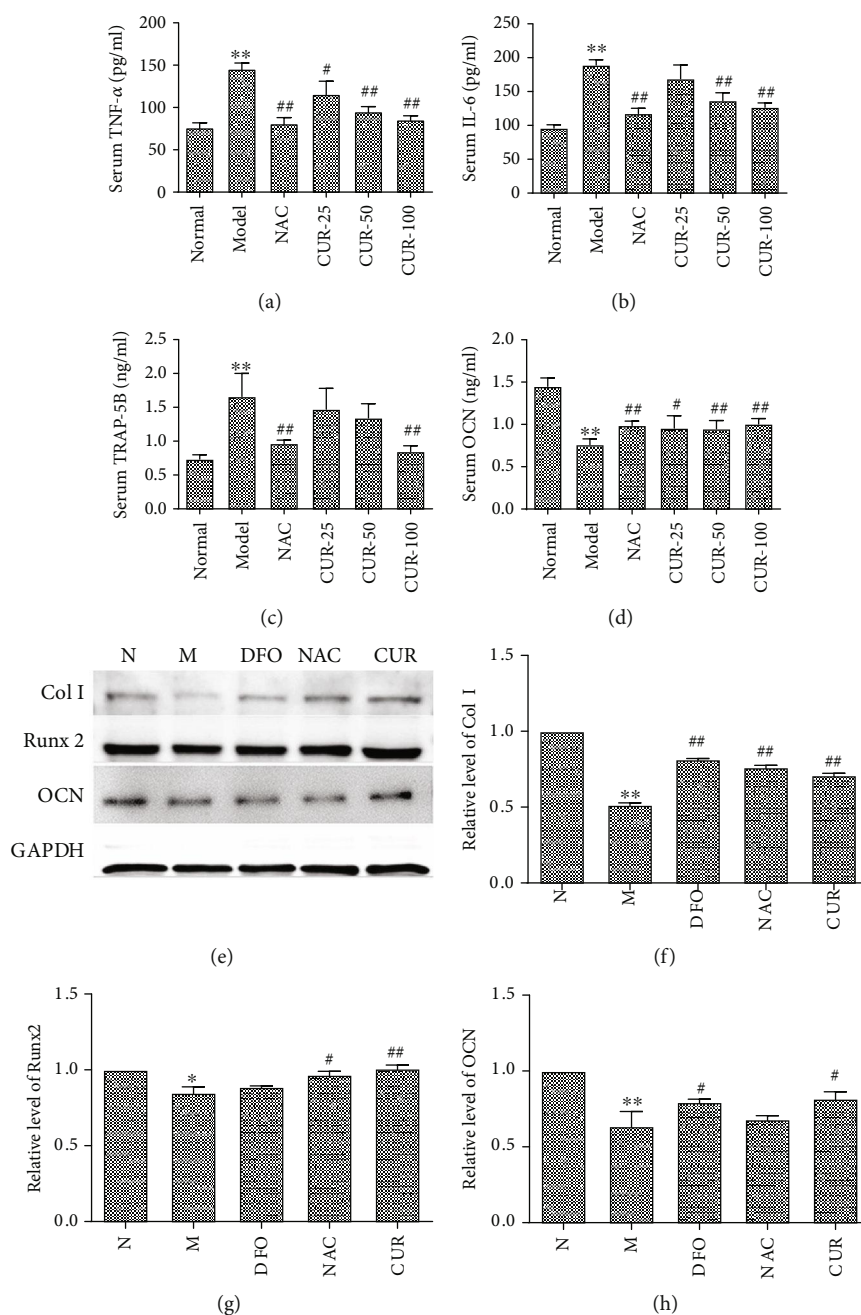 Serum TNF-α (pg/ml)
200
150
100
50
0
**
##
#
##
##
Normal
Model
NAC
CUR-25
CUR-50
CUR-100
(a)
Serum IL-6 (pg/ml)
250
200
150
100
50
0
**
##
##
##
Normal
Model
NAC
CUR-25
CUR-50
CUR-100
(b)
Serum TRAP-5B (ng/ml)
2.5
2.0
1.5
1.0
0.5
0.0
**
##
##
Normal
Model
NAC
CUR-25
CUR-50
CUR-100
(c)
Serum OCN (ng/ml)
2.0
1.5
1.0
0.5
0.0
**
##
#
##
##
Normal
Model
NAC
CUR-25
CUR-50
CUR-100
(d)
N M DFO NAC CUR
Col I
Runx 2
OCN
GAPDH
(e)
Relative level of Col I
1.5
1.0
0.5
0.0
**
##
##
##
N
M
DFO
NAC
CUR
(f)
Relative level of Runx2
1.5
1.0
0.5
0.0
*
#
##
N
M
DFO
NAC
CUR
(g)
Relative level of OCN
1.5
1.0
0.5
0.0
**
#
#
N
M
DFO
NAC
CUR
(h)